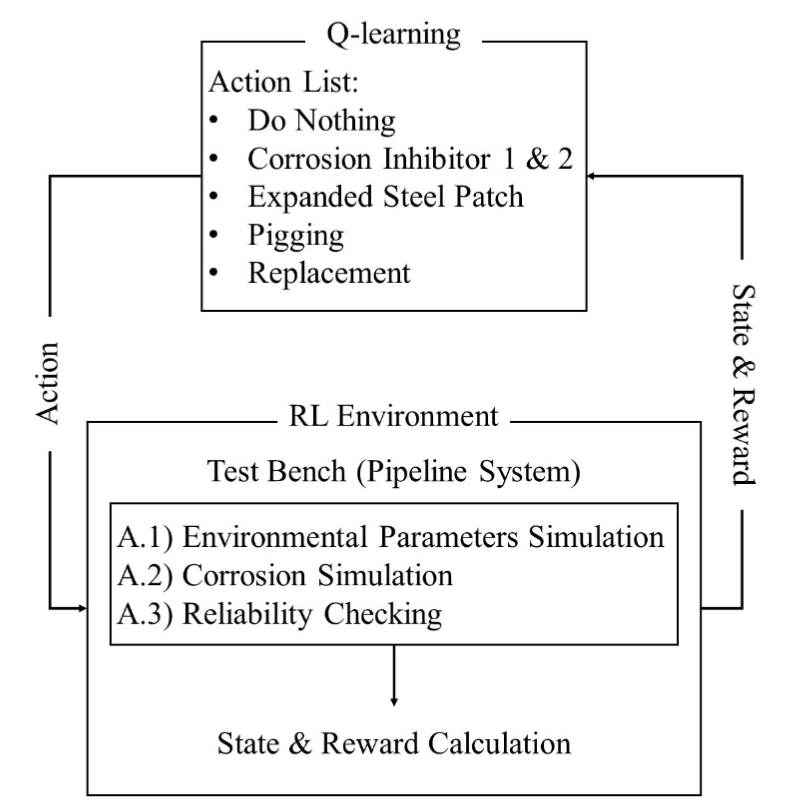 Q-learning
Action List:
• Do Nothing
• Corrosion Inhibitor 1 & 2
• Expanded Steel Patch
• Pigging
• Replacement
Action
State & Reward
RL Environment
Test Bench (Pipeline System)
A.1) Environmental Parameters Simulation
A.2) Corrosion Simulation
A.3) Reliability Checking
State & Reward Calculation